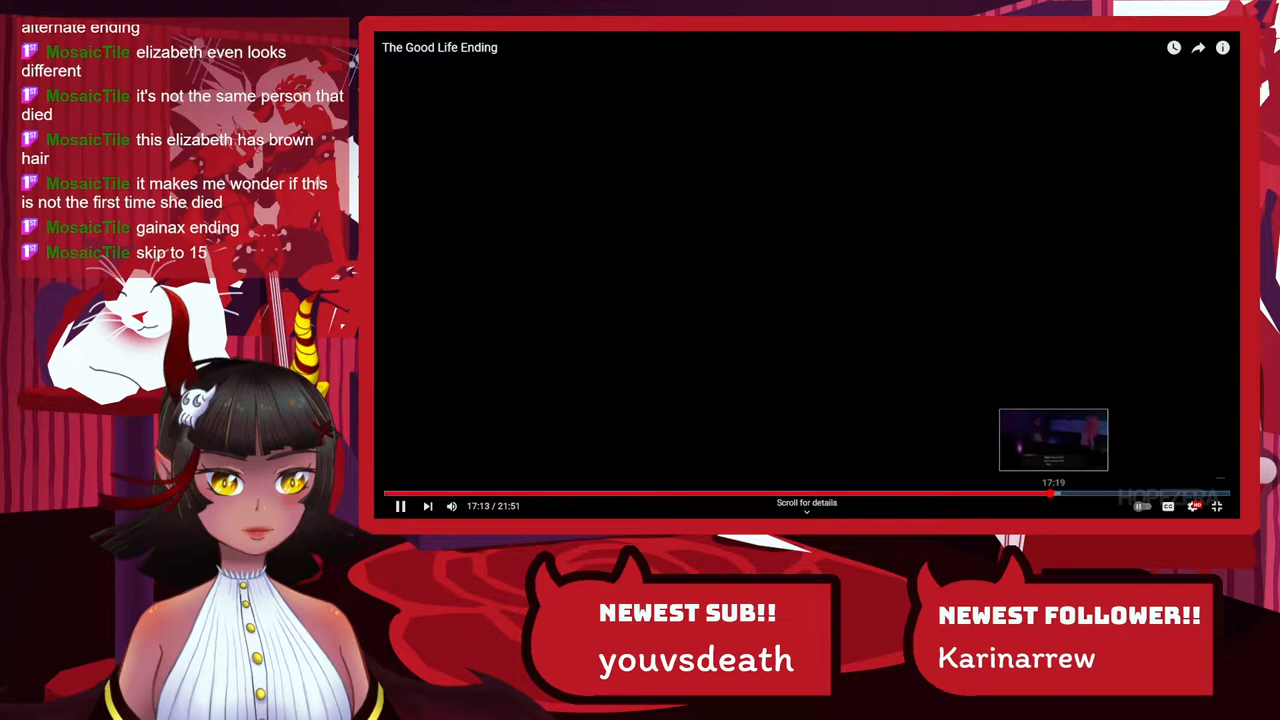 alternate ending
MosaicTile elizabeth even looks
different
MosaicTile it's not the same person that
died
MosaicTile this elizabeth has brown
hair
MosaicTile it makes me wonder if this
is not the first time she died
MosaicTile gainax ending
MosaicTile skip to 15
The Good Life Ending
17:19
HOPEZERA
17:13 / 21:51
Scroll for details
NEWEST SUB!!
youvsdeath
NEWEST FOLLOWER!!
Karinarrew